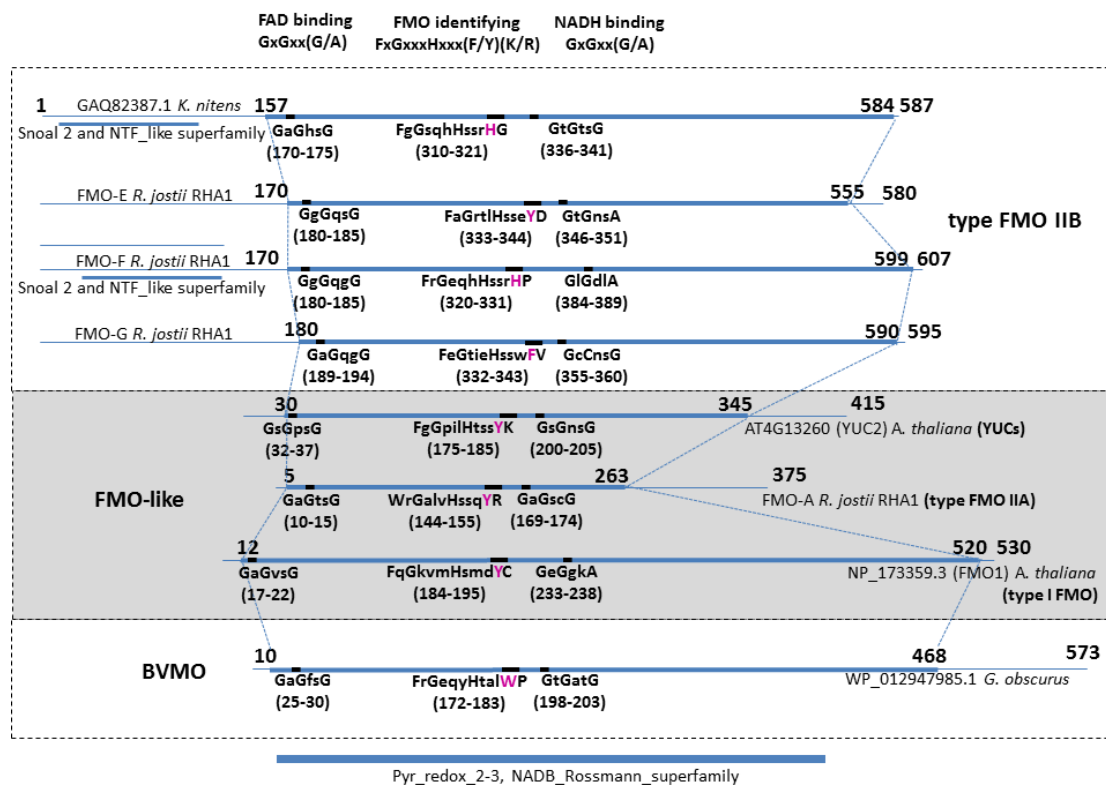 FAD binding FMO identifying NADH binding
GxGxx(G/A) FxGxxxHxxx(F/Y)(K/R) GxGxx(G/A)
1 GAQ82387.1 K. nitens 157 584 587
Snoal 2 and NTF_like superfamily GaGhsG FgGsqhHssrHG GtGtsG
(170-175) (310-321) (336-341)
FMO-E R. jostii RHA1 170 555 580
GgGqsG FaGrtlHsseYD GtGnsA
(180-185) (333-344) (346-351)
type FMO IIB
FMO-F R. jostii RHA1 170 599 607
Snoal 2 and NTF_like superfamily GgGqgG FrGeqhHssrHP GlGdlA
(180-185) (320-331) (384-389)
FMO-G R. jostii RHA1 180 590 595
GaGqgG FeGtieHsswFV GcCnsG
(189-194) (332-343) (355-360)
30 345 415
GsGpsG FgGpilHtssYK GsGnsG AT4G13260 (YUC2) A. thaliana (YUCs)
(32-37) (175-185) (200-205)
FMO-like
5 263 375
GaGtsG WrGalvHssqYR GaGscG FMO-A R. jostii RHA1 (type FMO IIA)
(10-15) (144-155) (169-174)
12 520 530
GaGvsG FqGkvmHsmdYC GeGgkA NP_173359.3 (FMO1) A. thaliana
(17-22) (184-195) (233-238) (type I FMO)
BVMO
10 468 573
GaGfsG FrGeqyHtalWP GtGatG WP_012947985.1 G. obscurus
(25-30) (172-183) (198-203)
Pyr_redox_2-3, NADB_Rossmann_superfamily